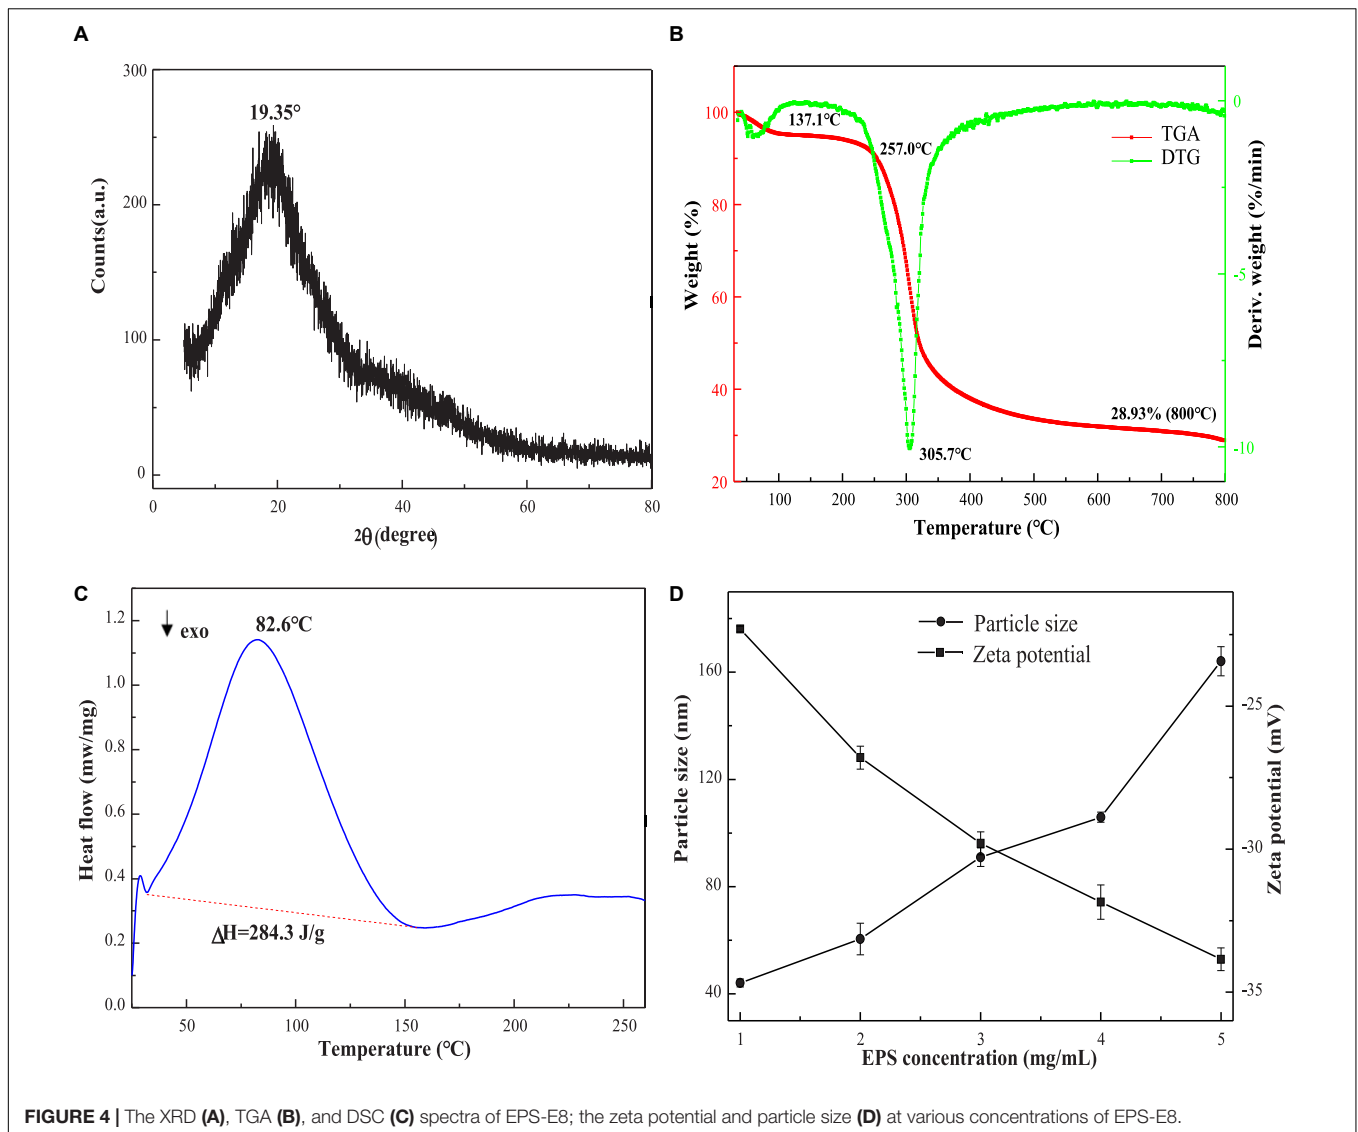 A
300
200
100
0
19.35°
Counts(a.u.)
0 20 40 60 80
2θ(degree)
B
100
80
60
40
20
137.1℃
257.0℃
305.7℃
28.93% (800℃)
TGA
DTG
Weight (%)
0
-5
-10
Deriv. weight (%/min)
100 200 300 400 500 600 700 800
Temperature (℃)
C
1.2
1.0
0.8
0.6
0.4
0.2
0.0
exo
82.6℃
ΔH=284.3 J/g
Heat flow (mw/mg)
50 100 150 200 250
Temperature (℃)
D
160
120
80
40
Particle size
Zeta potential
Particle size (nm)
-25
-30
-35
Zeta potential (mV)
1 2 3 4 5
EPS concentration (mg/mL)
FIGURE 4 | The XRD (A), TGA (B), and DSC (C) spectra of EPS-E8; the zeta potential and particle size (D) at various concentrations of EPS-E8.